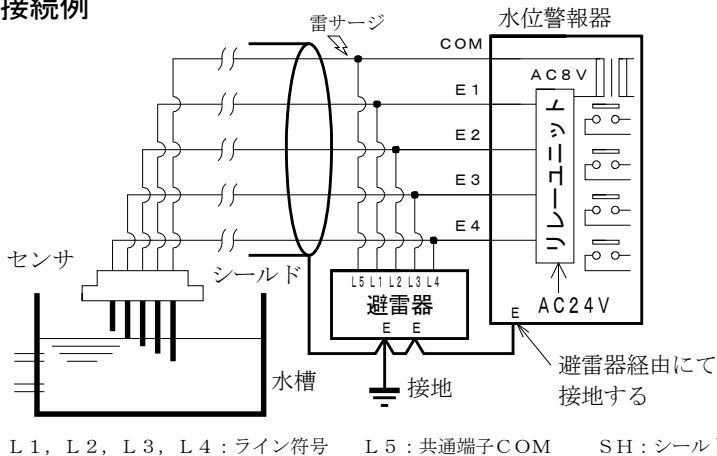 接続例
雷サージ
水位警報器
COM
AC8V
E1
E2
E3
E4
リレーユニット
センサ
シールド
L5 L1 L2 L3 L4
避雷器
E E
E
AC24V
水槽
接地
避雷器経由にて
接地する
L1, L2, L3, L4：ライン符号　L5：共通端子COM　SH：シール